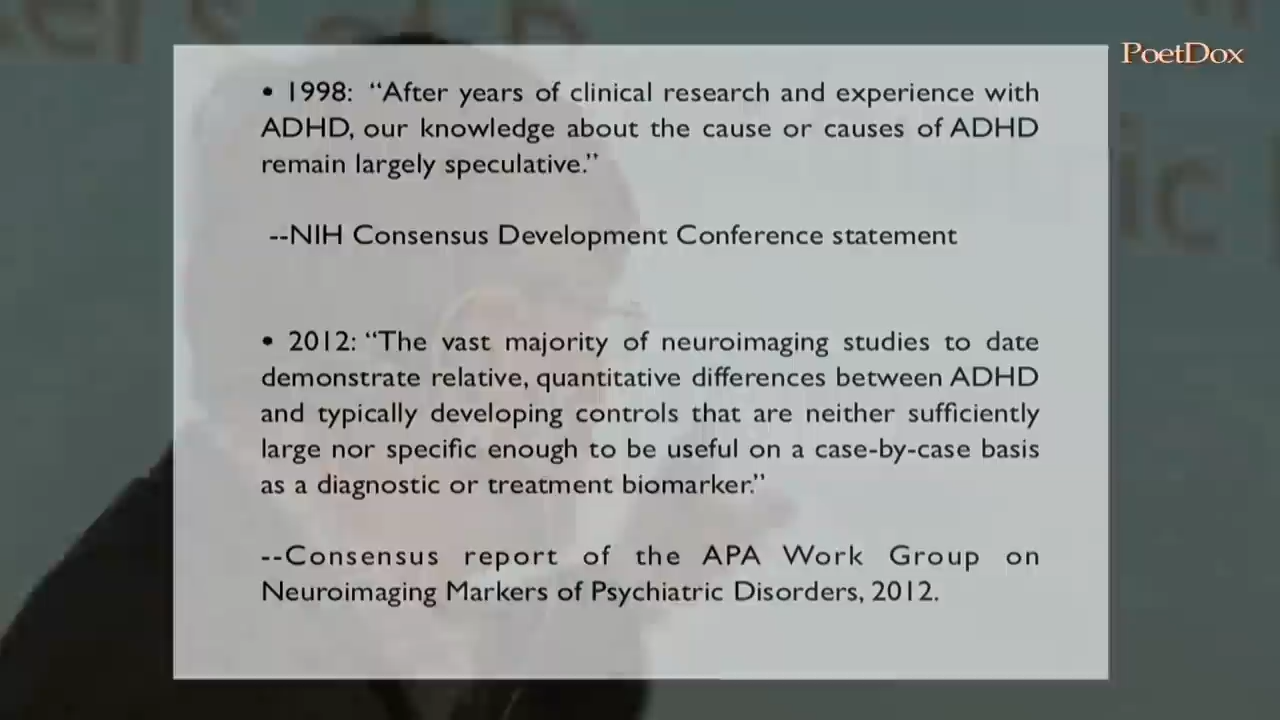 PoetDox
• 1998: “After years of clinical research and experience with
ADHD, our knowledge about the cause or causes of ADHD
remain largely speculative.”
--NIH Consensus Development Conference statement
• 2012: “The vast majority of neuroimaging studies to date
demonstrate relative, quantitative differences between ADHD
and typically developing controls that are neither sufficiently
large nor specific enough to be useful on a case-by-case basis
as a diagnostic or treatment biomarker.”
--Consensus report of the APA Work Group on
Neuroimaging Markers of Psychiatric Disorders, 2012.